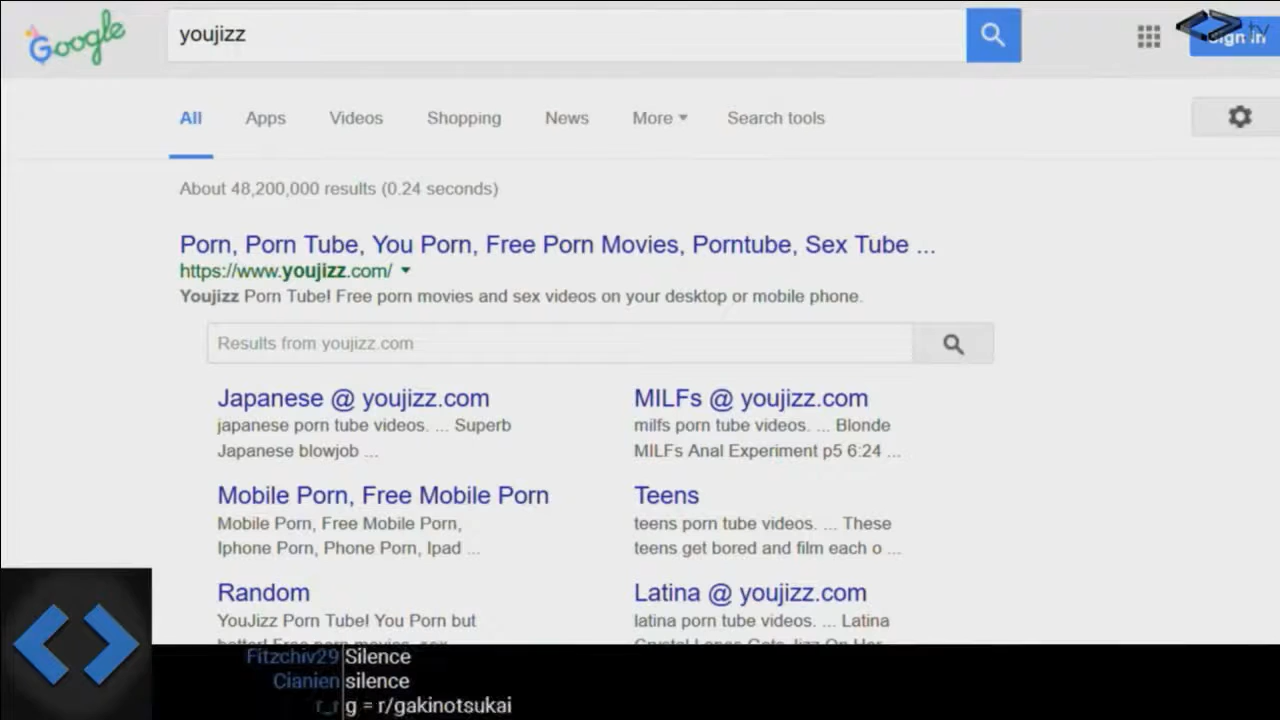 Google
youjizz
Sign in
tv
All Apps Videos Shopping News More Search tools
About 48,200,000 results (0.24 seconds)
Porn, Porn Tube, You Porn, Free Porn Movies, Porntube, Sex Tube ...
https://www.youjizz.com/
Youjizz Porn Tube! Free porn movies and sex videos on your desktop or mobile phone.
Results from youjizz.com
Japanese @ youjizz.com
japanese porn tube videos. ... Superb
Japanese blowjob ...
MILFs @ youjizz.com
milfs porn tube videos. ... Blonde
MILFs Anal Experiment p5 6:24 ...
Mobile Porn, Free Mobile Porn
Mobile Porn, Free Mobile Porn,
Iphone Porn, Phone Porn, Ipad ...
Teens
teens porn tube videos. ... These
teens get bored and film each o ...
Random
YouJizz Porn Tube! You Porn but
Latina @ youjizz.com
latina porn tube videos. ... Latina
Fitzchiv29 Silence
Cianien silence
r_r g = r/gakinotsukai